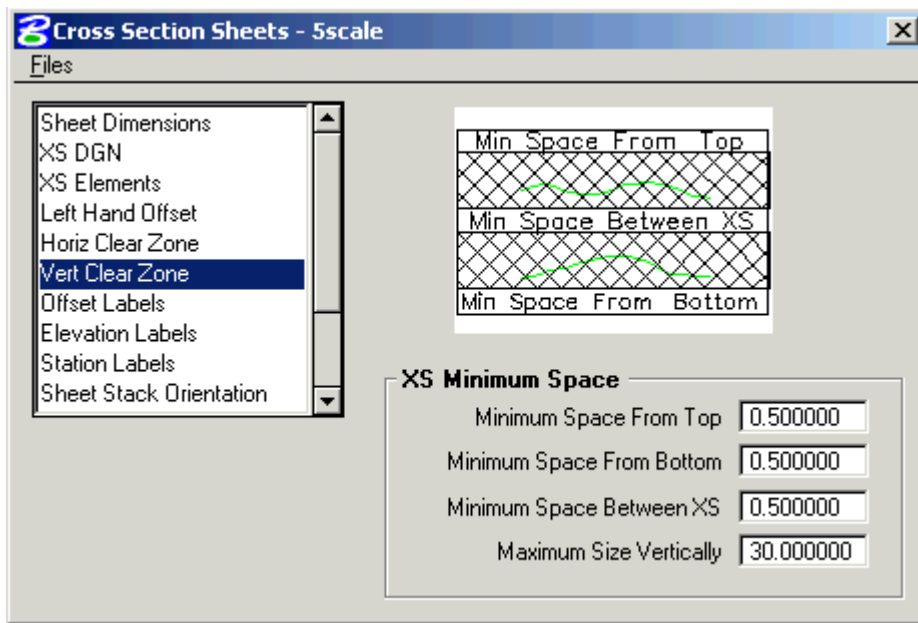 Cross Section Sheets - 5scale
Files
Sheet Dimensions
XS DGN
XS Elements
Left Hand Offset
Horiz Clear Zone
Vert Clear Zone
Offset Labels
Elevation Labels
Station Labels
Sheet Stack Orientation
Min Space From Top
Min Space Between XS
Min Space From Bottom
XS Minimum Space
Minimum Space From Top 0.500000
Minimum Space From Bottom 0.500000
Minimum Space Between XS 0.500000
Maximum Size Vertically 30.000000